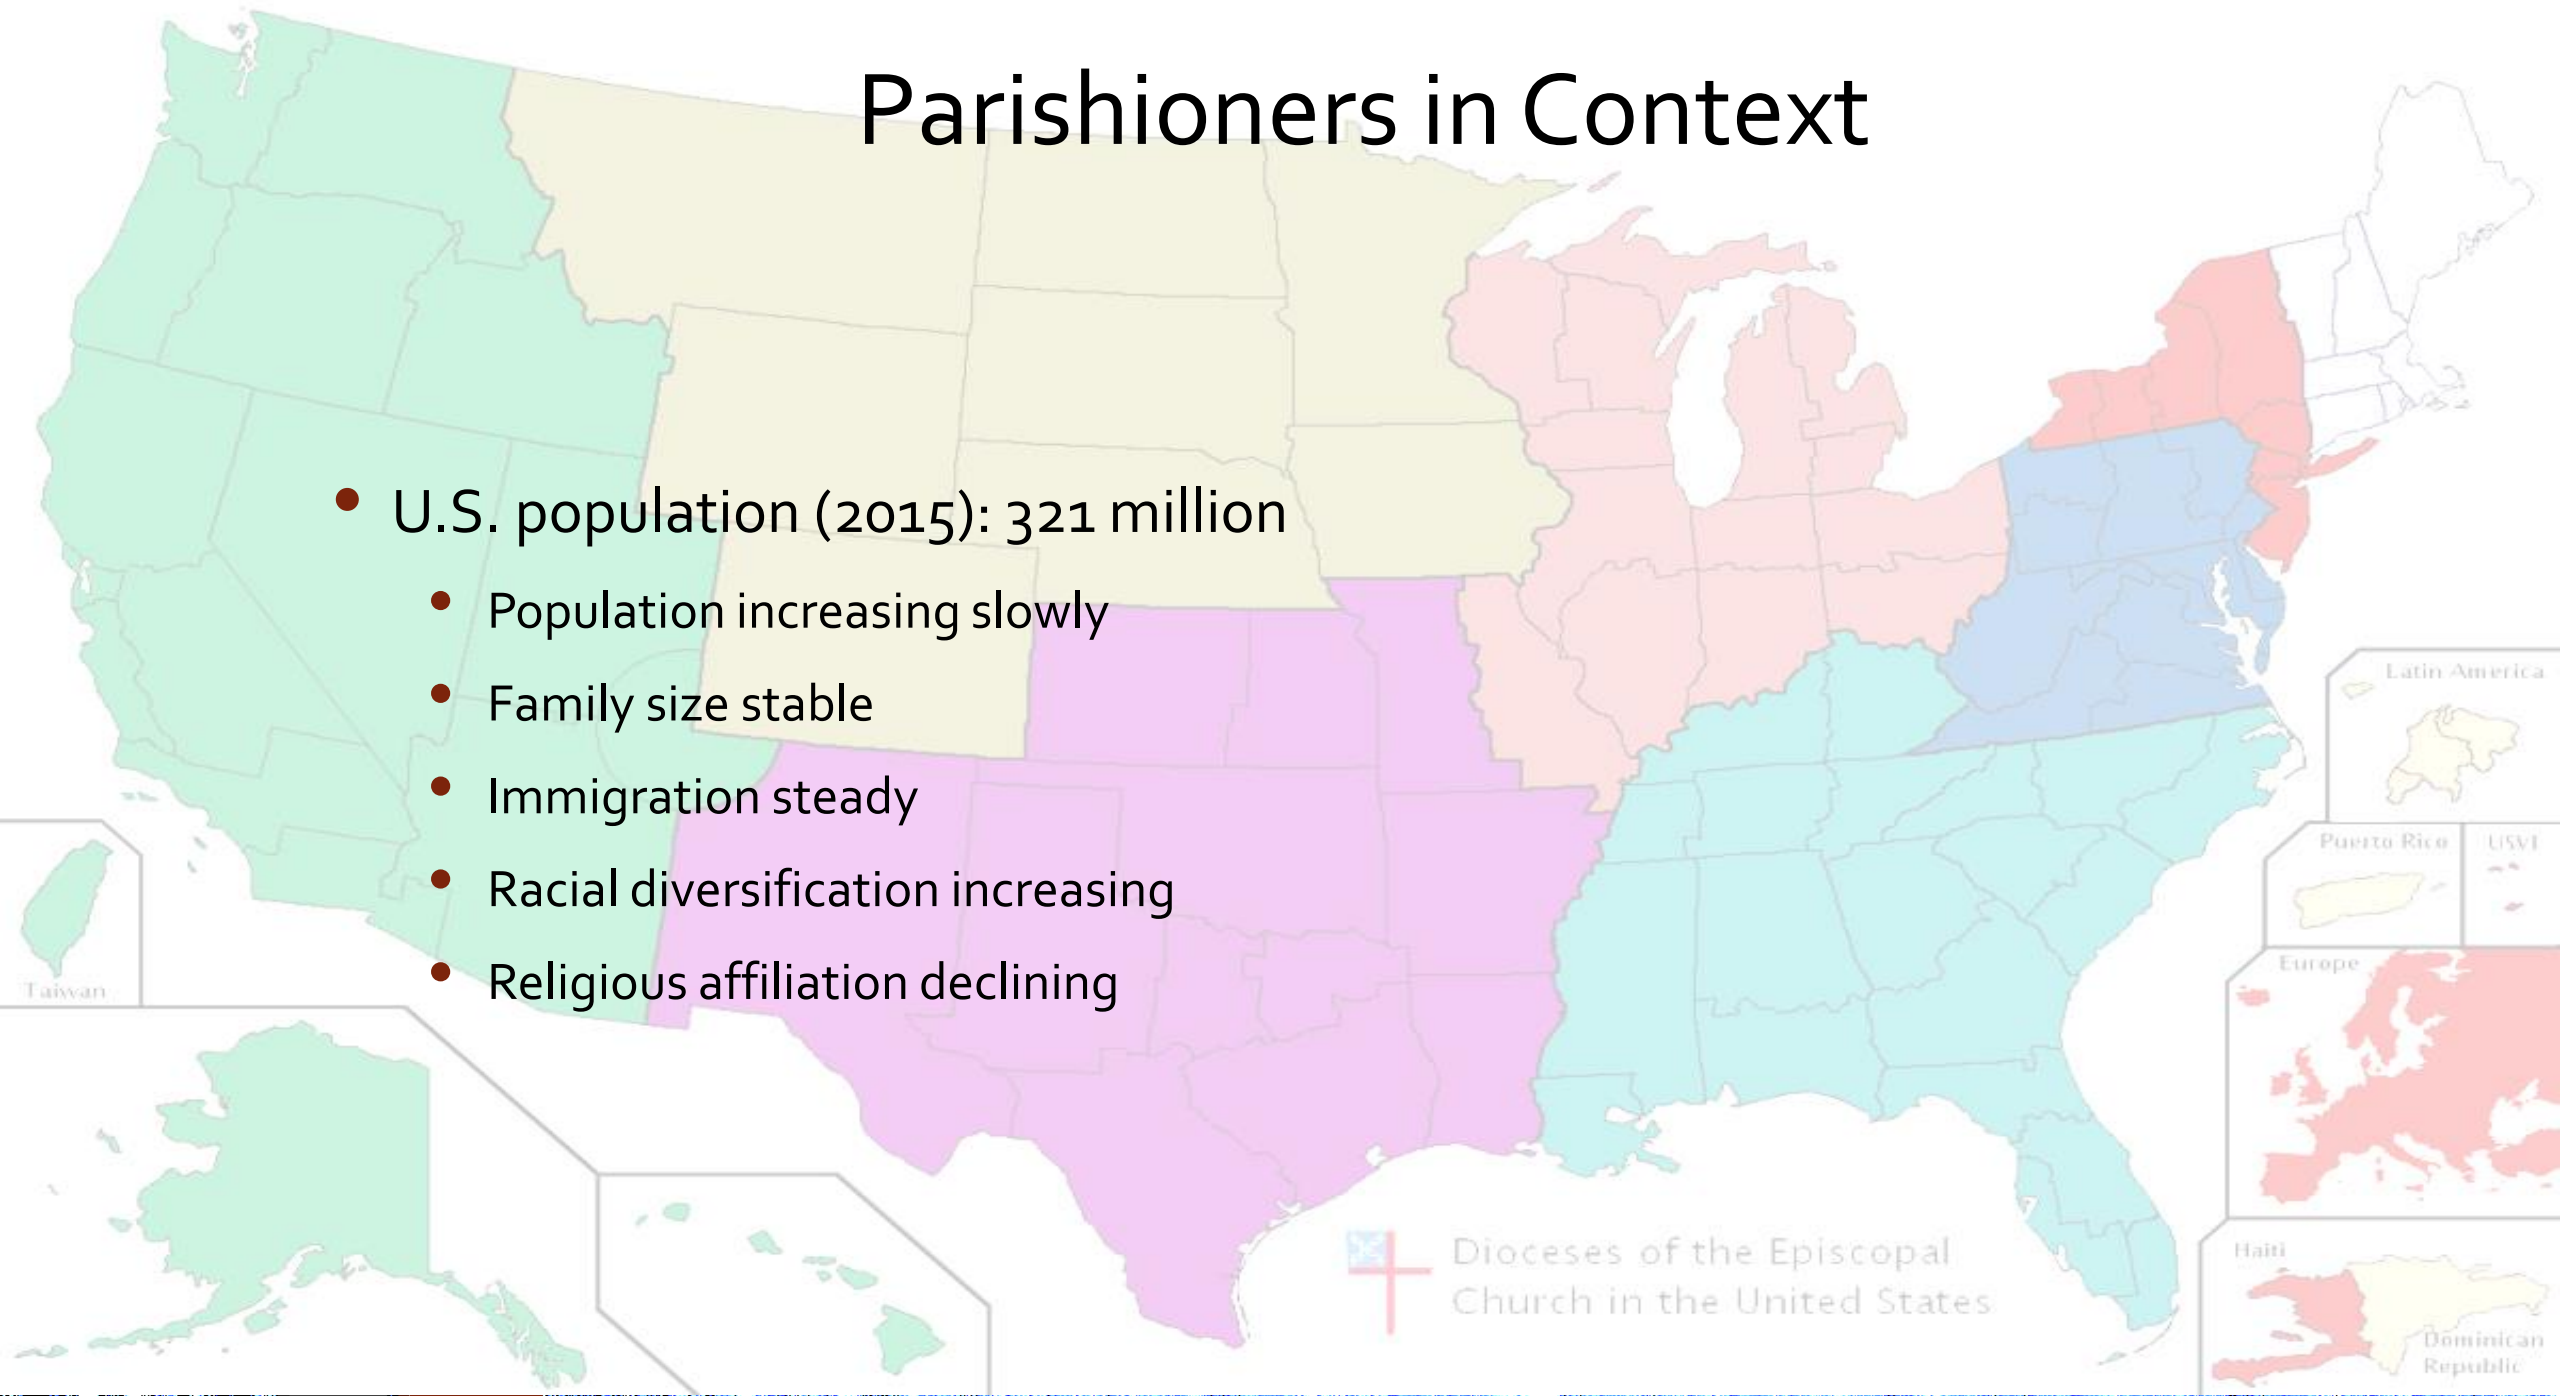 Parishioners in Context
• U.S. population (2015): 321 million
• Population increasing slowly
• Family size stable
• Immigration steady
• Racial diversification increasing
• Religious affiliation declining
Latin America
Puerto Rico
USVI
Europe
Taiwan
Haiti
Dominican
Republic
Dioceses of the Episcopal
Church in the United States